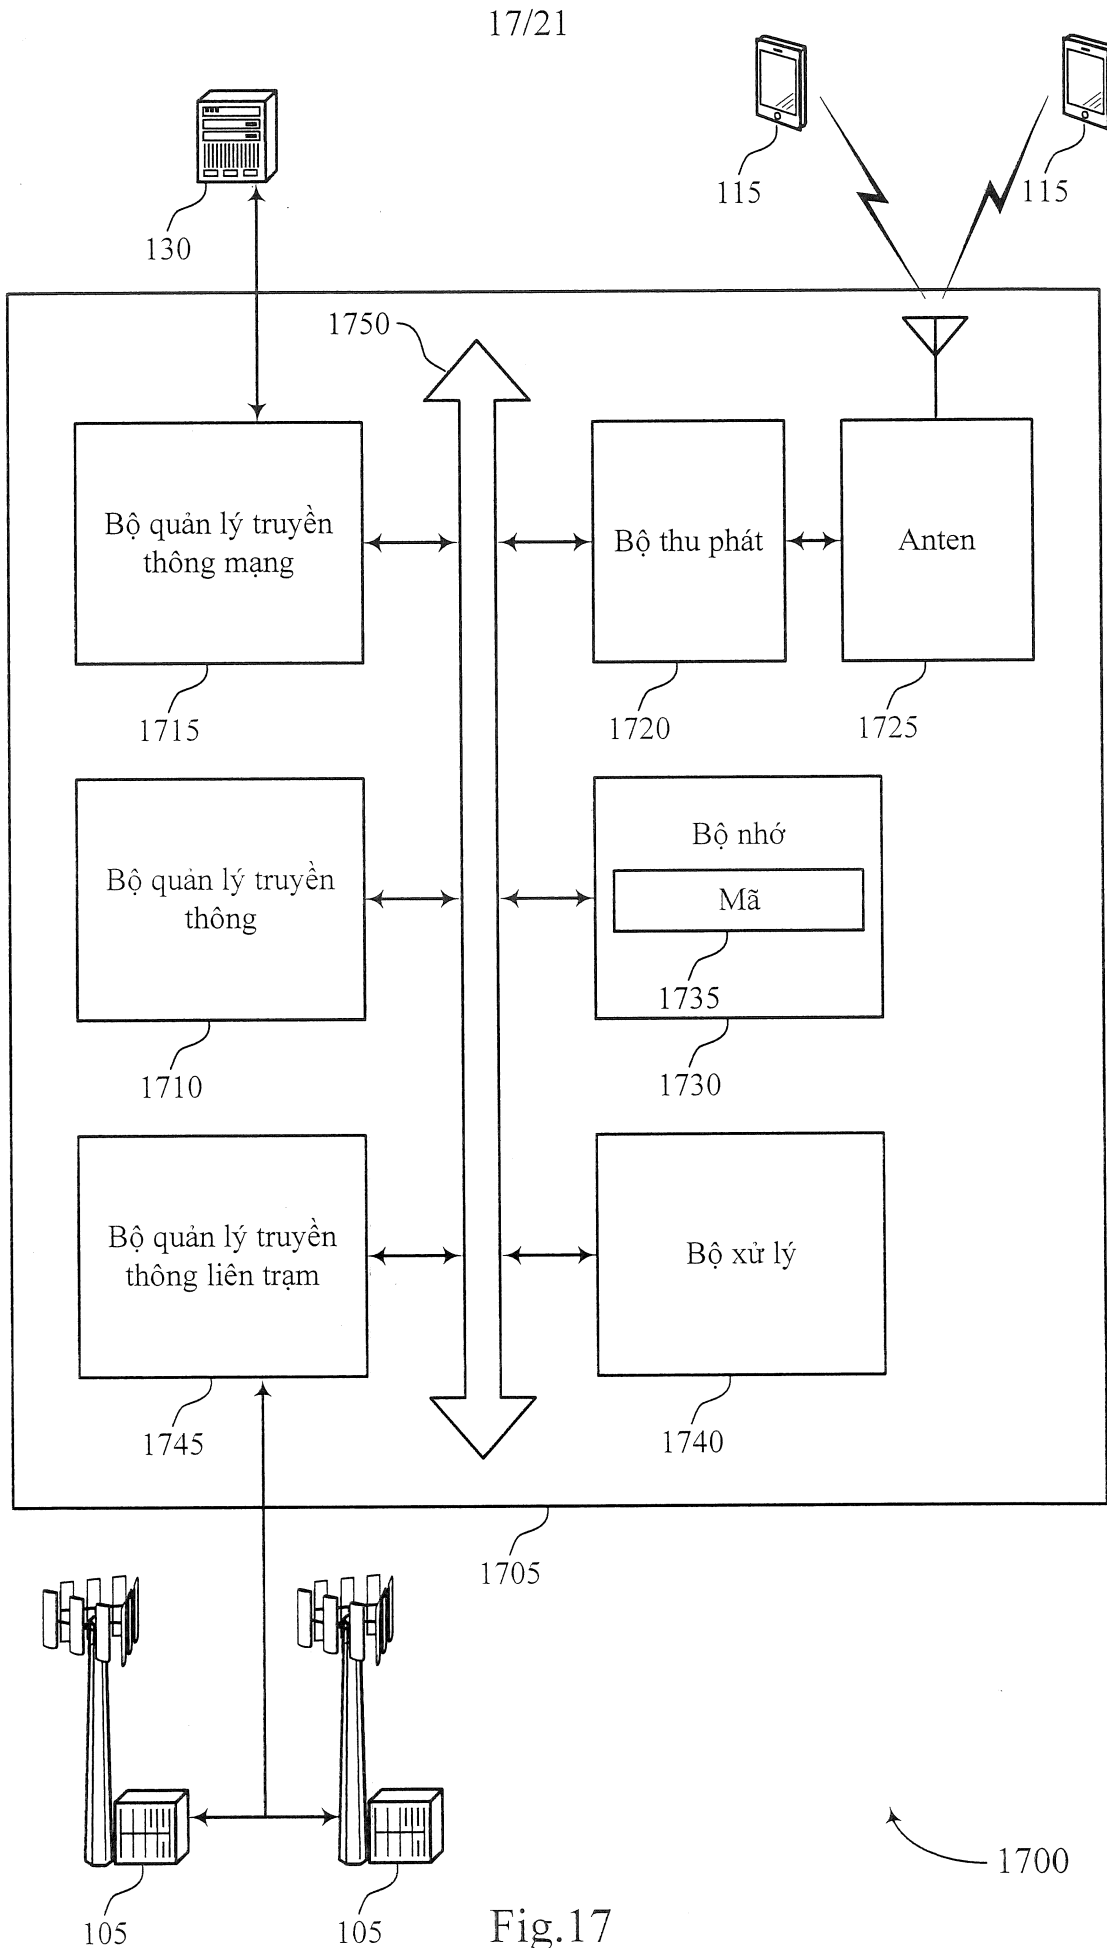 17/21
115
115
130
1750
Bộ quản lý truyền
thông mạng
Bộ thu phát
Anten
1715
1720
1725
Bộ quản lý truyền
thông
Bộ nhớ
Mã
1735
1710
1730
Bộ quản lý truyền
thông liên trạm
Bộ xử lý
1745
1740
1705
1700
105
105
Fig.17